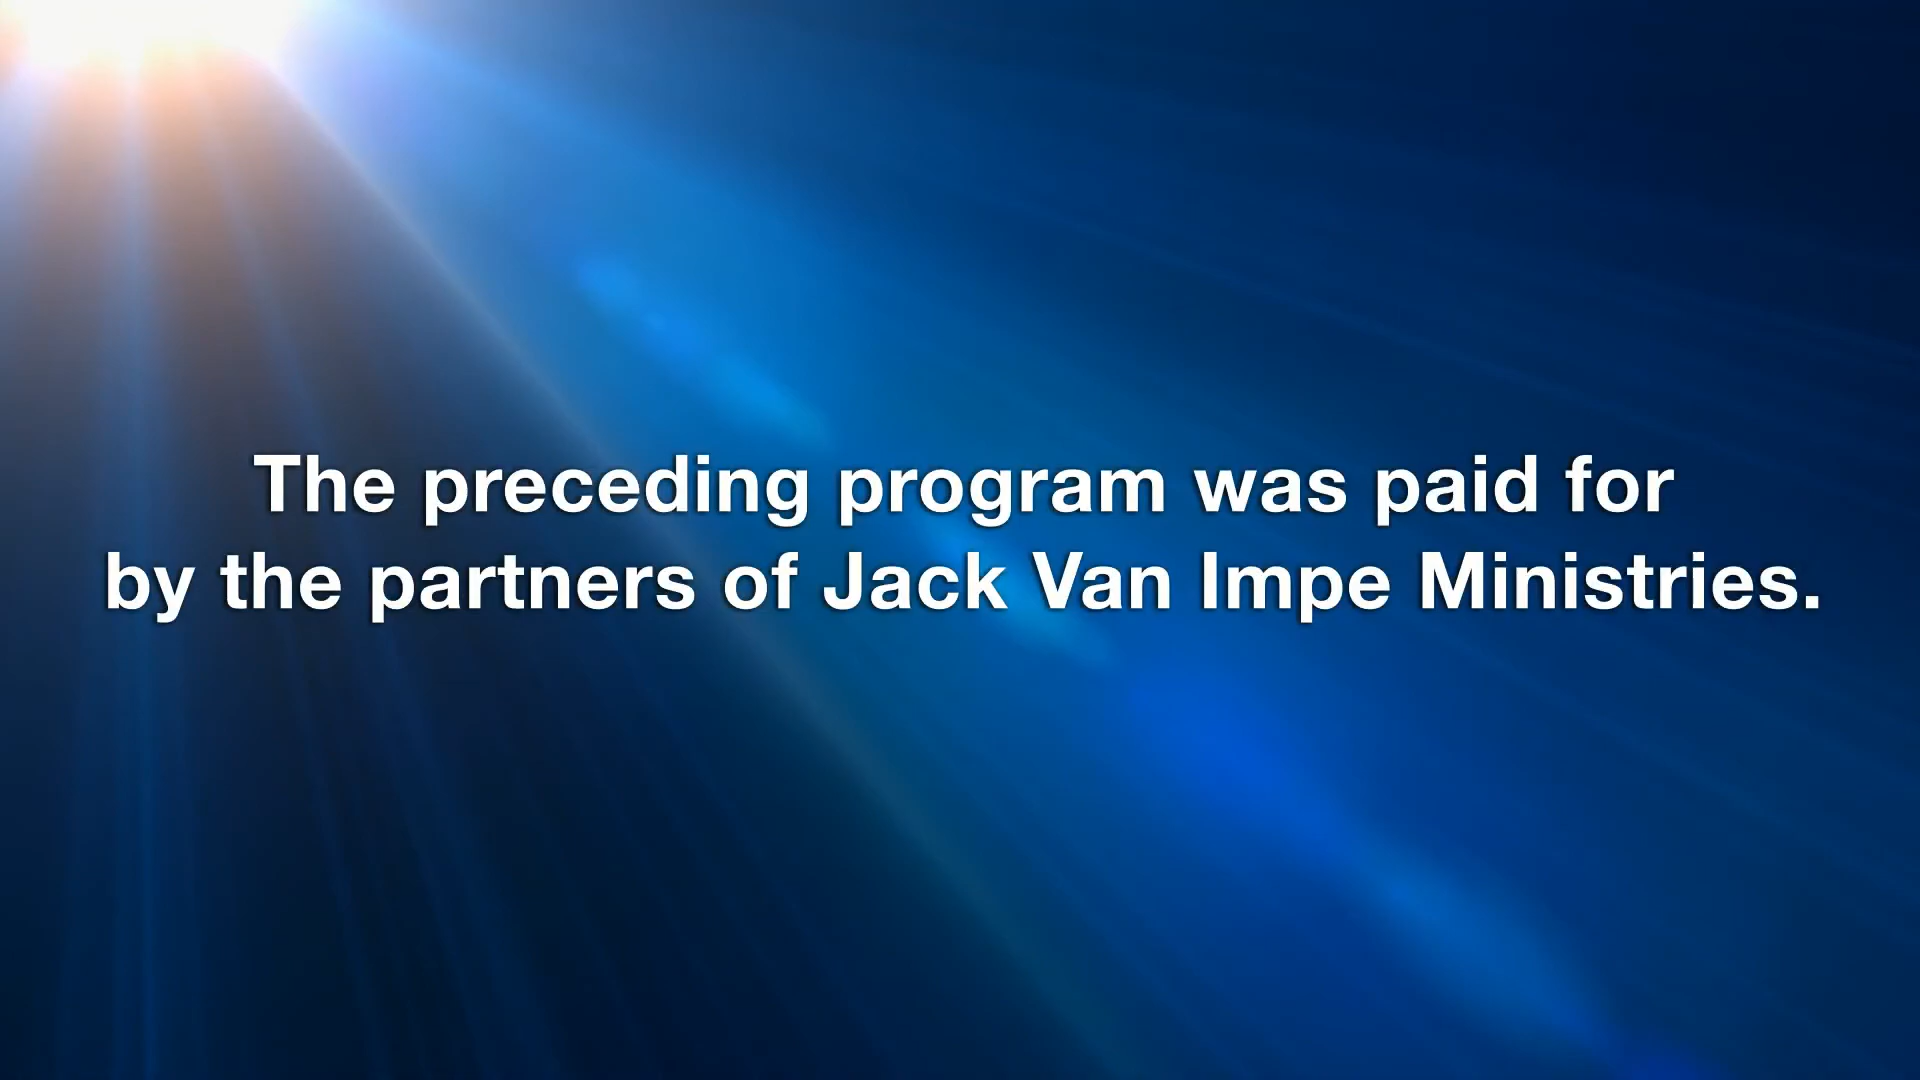 The preceding program was paid for
by the partners of Jack Van Impe Ministries.